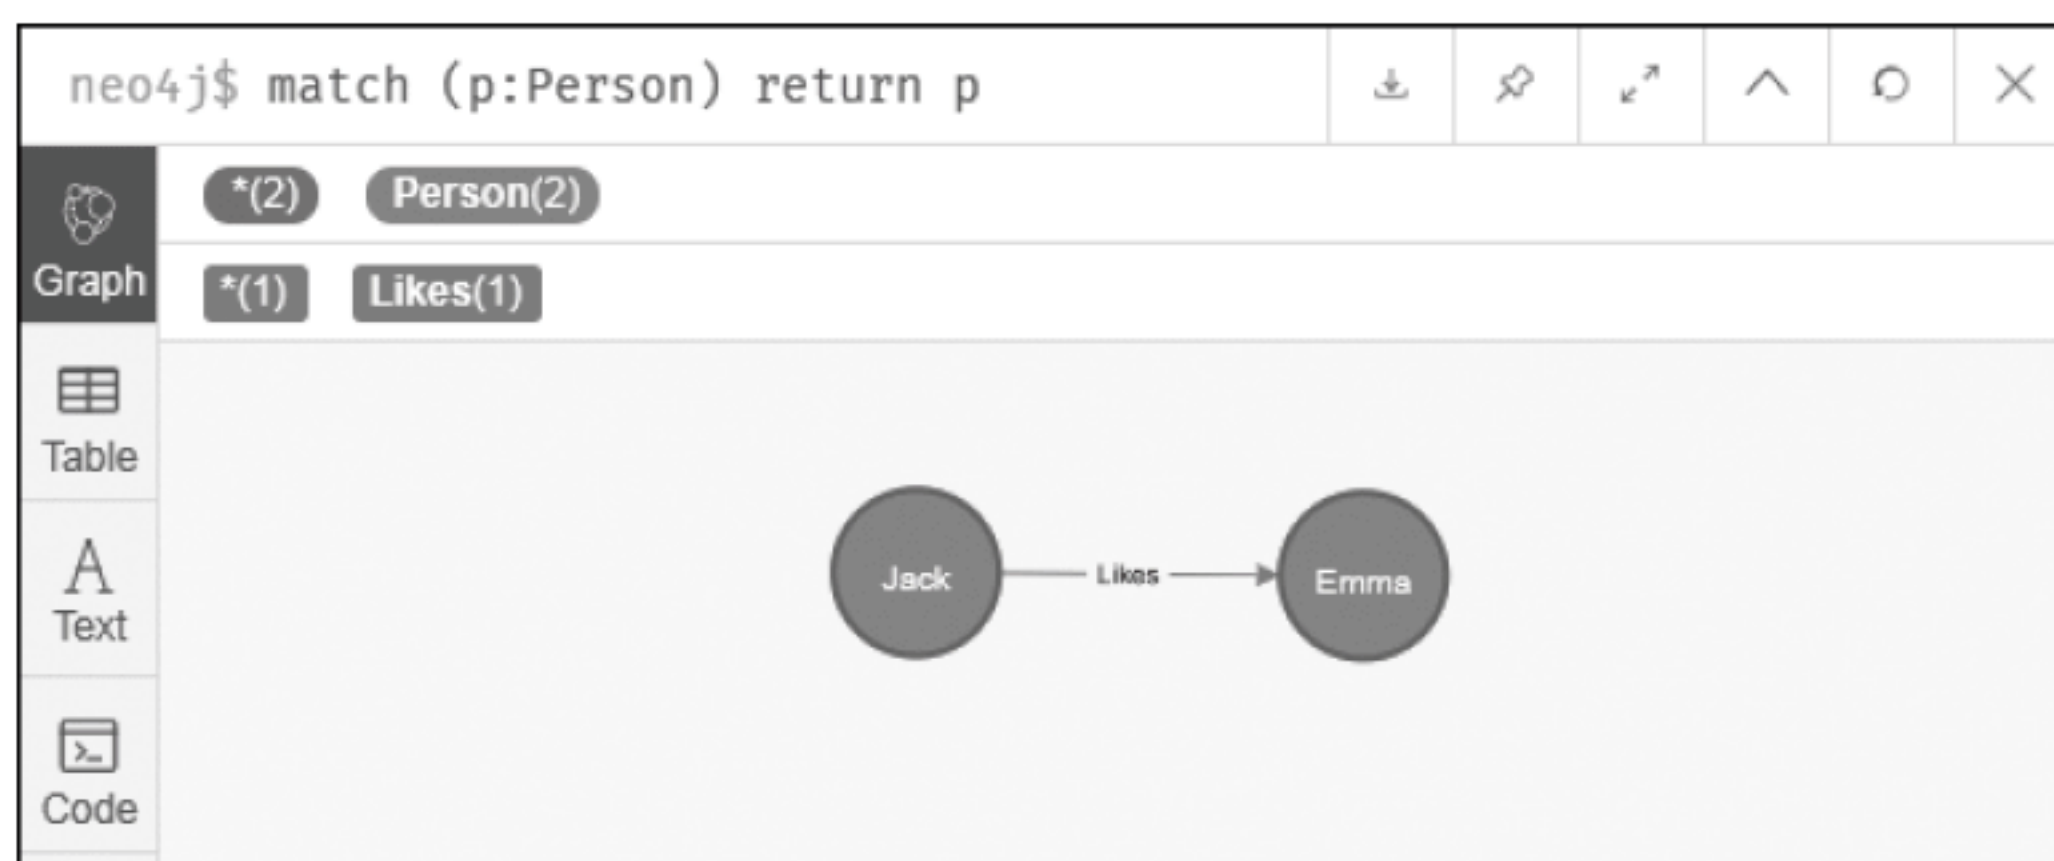 neo4j$ match (p:Person) return p
*(2) Person(2)
*(1) Likes(1)
Graph
Table
Text
Code
Jack Likes Emma